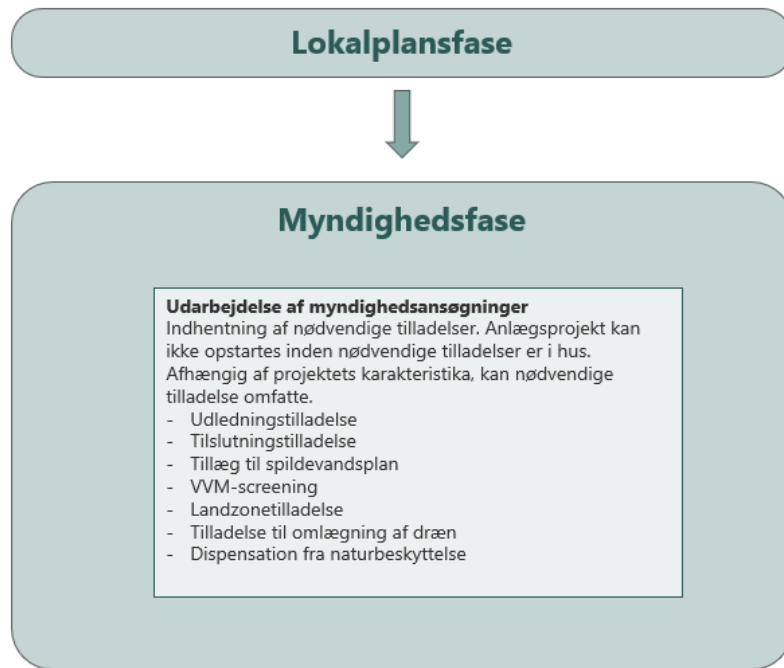 Lokalplansfase
Myndighedsfase
Udarbejdelse af myndighedsansøgninger
Indhentning af nødvendige tilladelser. Anlægsprojekt kan
ikke opstartes inden nødvendige tilladelser er i hus.
Afhængig af projektets karakteristika, kan nødvendige
tilladelse omfatte.
- Udledningstilladelse
- Tilslutningstilladelse
- Tillæg til spildevandsplan
- VVM-screening
- Landzonetilladelse
- Tilladelse til omlægning af dræn
- Dispensation fra naturbeskyttelse